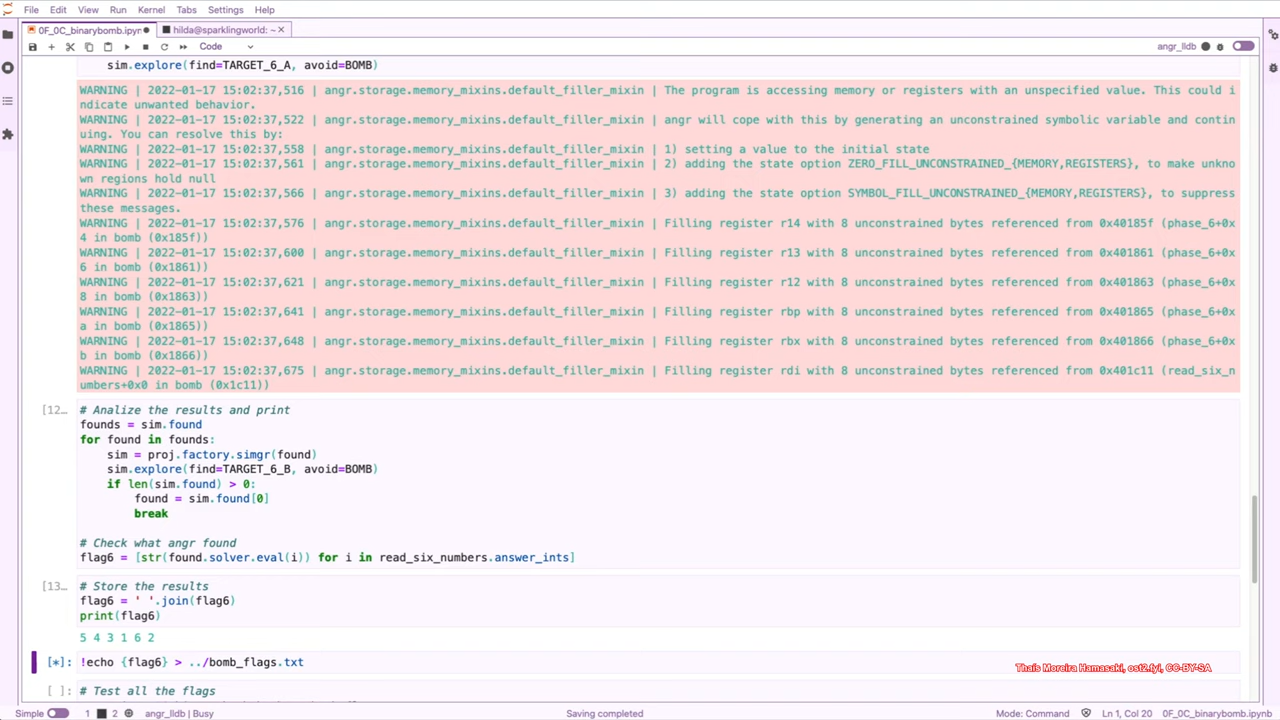 File Edit View Run Kernel Tabs Settings Help
0F_0C_binarybomb.ipyn
hilda@sparklingworld: ~
Code
angr_lldb
sim.explore(find=TARGET_6_A, avoid=BOMB)
WARNING | 2022-01-17 15:02:37,516 | angr.storage.memory_mixins.default_filler_mixin | The program is accessing memory or registers with an unspecified value. This could i
ndicate unwanted behavior.
WARNING | 2022-01-17 15:02:37,522 | angr.storage.memory_mixins.default_filler_mixin | angr will cope with this by generating an unconstrained symbolic variable and contin
uing. You can resolve this by:
WARNING | 2022-01-17 15:02:37,558 | angr.storage.memory_mixins.default_filler_mixin | 1) setting a value to the initial state
WARNING | 2022-01-17 15:02:37,561 | angr.storage.memory_mixins.default_filler_mixin | 2) adding the state option ZERO_FILL_UNCONSTRAINED_{MEMORY,REGISTERS}, to make unkno
wn regions hold null
WARNING | 2022-01-17 15:02:37,566 | angr.storage.memory_mixins.default_filler_mixin | 3) adding the state option SYMBOL_FILL_UNCONSTRAINED_{MEMORY,REGISTERS}, to suppress
these messages.
WARNING | 2022-01-17 15:02:37,576 | angr.storage.memory_mixins.default_filler_mixin | Filling register r14 with 8 unconstrained bytes referenced from 0x40185f (phase_6+0x
4 in bomb (0x185f))
WARNING | 2022-01-17 15:02:37,600 | angr.storage.memory_mixins.default_filler_mixin | Filling register r13 with 8 unconstrained bytes referenced from 0x401861 (phase_6+0x
6 in bomb (0x1861))
WARNING | 2022-01-17 15:02:37,621 | angr.storage.memory_mixins.default_filler_mixin | Filling register r12 with 8 unconstrained bytes referenced from 0x401863 (phase_6+0x
8 in bomb (0x1863))
WARNING | 2022-01-17 15:02:37,641 | angr.storage.memory_mixins.default_filler_mixin | Filling register rbp with 8 unconstrained bytes referenced from 0x401865 (phase_6+0x
a in bomb (0x1865))
WARNING | 2022-01-17 15:02:37,648 | angr.storage.memory_mixins.default_filler_mixin | Filling register rbx with 8 unconstrained bytes referenced from 0x401866 (phase_6+0x
b in bomb (0x1866))
WARNING | 2022-01-17 15:02:37,675 | angr.storage.memory_mixins.default_filler_mixin | Filling register rdi with 8 unconstrained bytes referenced from 0x401c11 (read_six_n
umbers+0x0 in bomb (0x1c11))
[12…
# Analize the results and print
founds = sim.found
for found in founds:
sim = proj.factory.simgr(found)
sim.explore(find=TARGET_6_B, avoid=BOMB)
if len(sim.found) > 0:
found = sim.found[0]
break
# Check what angr found
flag6 = [str(found.solver.eval(i)) for i in read_six_numbers.answer_ints]
[13…
# Store the results
flag6 = ' '.join(flag6)
print(flag6)
5 4 3 1 6 2
[*]: !echo {flag6} > ../bomb_flags.txt
Thaís Moreira Hamasaki, ost2.fyi, CC-BY-SA
[ ]: # Test all the flags
Simple 1 2 angr_lldb | Busy Saving completed Mode: Command Ln 1, Col 20 0F_0C_binarybomb.ipynb